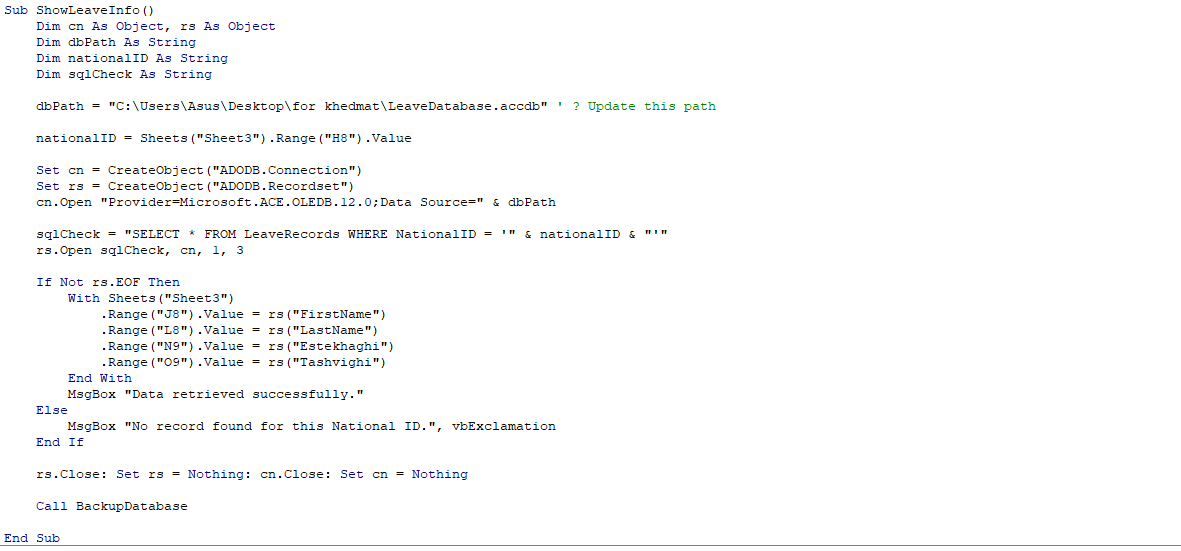 Sub ShowLeaveInfo()
    Dim cn As Object, rs As Object
    Dim dbPath As String
    Dim nationalID As String
    Dim sqlCheck As String

    dbPath = "C:\Users\Asus\Desktop\for khedmat\LeaveDatabase.accdb" ' ? Update this path

    nationalID = Sheets("Sheet3").Range("H8").Value

    Set cn = CreateObject("ADODB.Connection")
    Set rs = CreateObject("ADODB.Recordset")
    cn.Open "Provider=Microsoft.ACE.OLEDB.12.0;Data Source=" & dbPath

    sqlCheck = "SELECT * FROM LeaveRecords WHERE NationalID = '" & nationalID & "'"
    rs.Open sqlCheck, cn, 1, 3

    If Not rs.EOF Then
        With Sheets("Sheet3")
            .Range("J8").Value = rs("FirstName")
            .Range("L8").Value = rs("LastName")
            .Range("N9").Value = rs("Estekhaghi")
            .Range("O9").Value = rs("Tashvighi")
        End With
        MsgBox "Data retrieved successfully."
    Else
        MsgBox "No record found for this National ID.", vbExclamation
    End If

    rs.Close: Set rs = Nothing: cn.Close: Set cn = Nothing

    Call BackupDatabase

End Sub